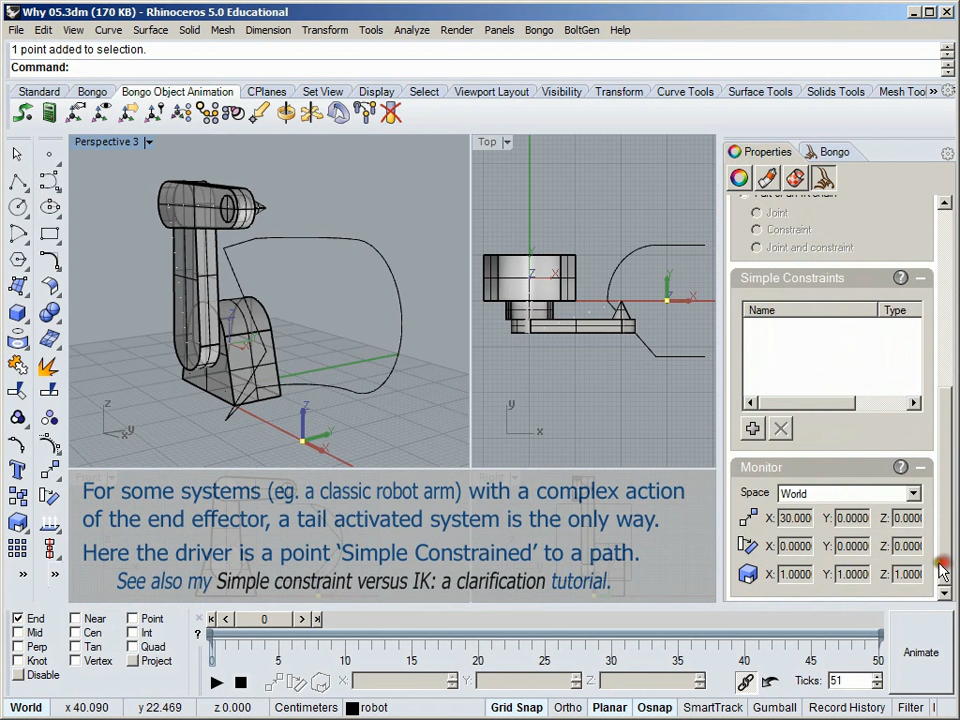 Why 05.3dm (170 KB) - Rhinoceros 5.0 Educational
File Edit View Curve Surface Solid Mesh Dimension Transform Tools Analyze Render Panels Bongo BoltGen Help
1 point added to selection.
Command:
Standard Bongo Bongo Object Animation CPlanes Set View Display Select Viewport Layout Visibility Transform Curve Tools Surface Tools Solids Tools Mesh Too »
Perspective 3
Top
Properties Bongo
Joint
Constraint
Joint and constraint
Simple Constraints ?
Name Type
Monitor ?
Space World
X: 30.000 Y: 0.0000 Z: 0.0000
X: 0.0000 Y: 0.0000 Z: 0.0000
X: 1.0000 Y: 1.0000 Z: 1.0000
z
y
x
y
x
Z
Y
X
Y
X
For some systems (eg. a classic robot arm) with a complex action
of the end effector, a tail activated system is the only way.
Here the driver is a point ‘Simple Constrained’ to a path.
See also my Simple constraint versus IK: a clarification tutorial.
End Near Point
Mid Cen Int
Perp Tan Quad
Knot Vertex Project
Disable
0
0 5 10 15 20 25 30 35 40 45 50
Animate
X: Y: Z: Ticks: 51
World x 40.090 y 22.469 z 0.000 Centimeters robot Grid Snap Ortho Planar Osnap SmartTrack Gumball Record History Filter